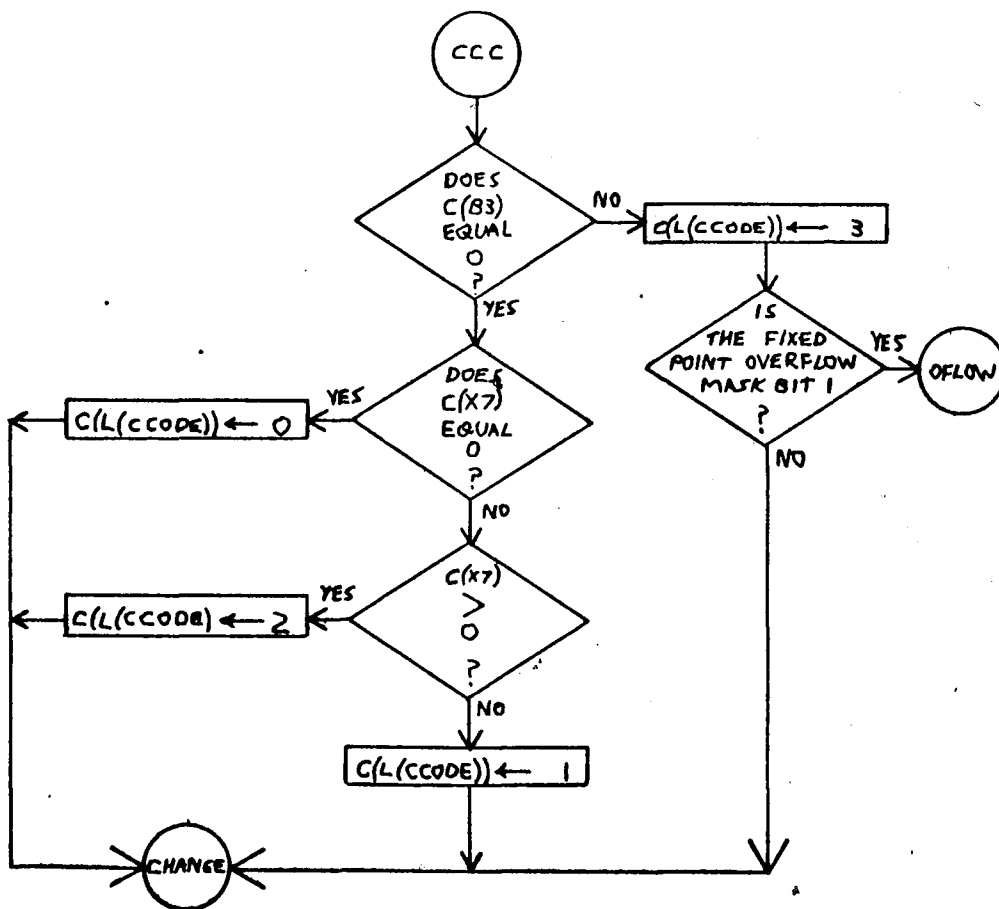 CCC
DOES
C(B3)
EQUAL
0
?
NO
C(L(CCODE)) ← 3
YES
IS
THE FIXED
POINT OVERFLOW
MASK BIT 1
?
YES
OFLOW
NO
DOES
C(X7)
EQUAL
0
?
YES
C(L(CCODE)) ← 0
NO
C(X7)
>
0
?
YES
C(L(CCODE) ← 2
NO
C(L(CCODE)) ← 1
CHANGE